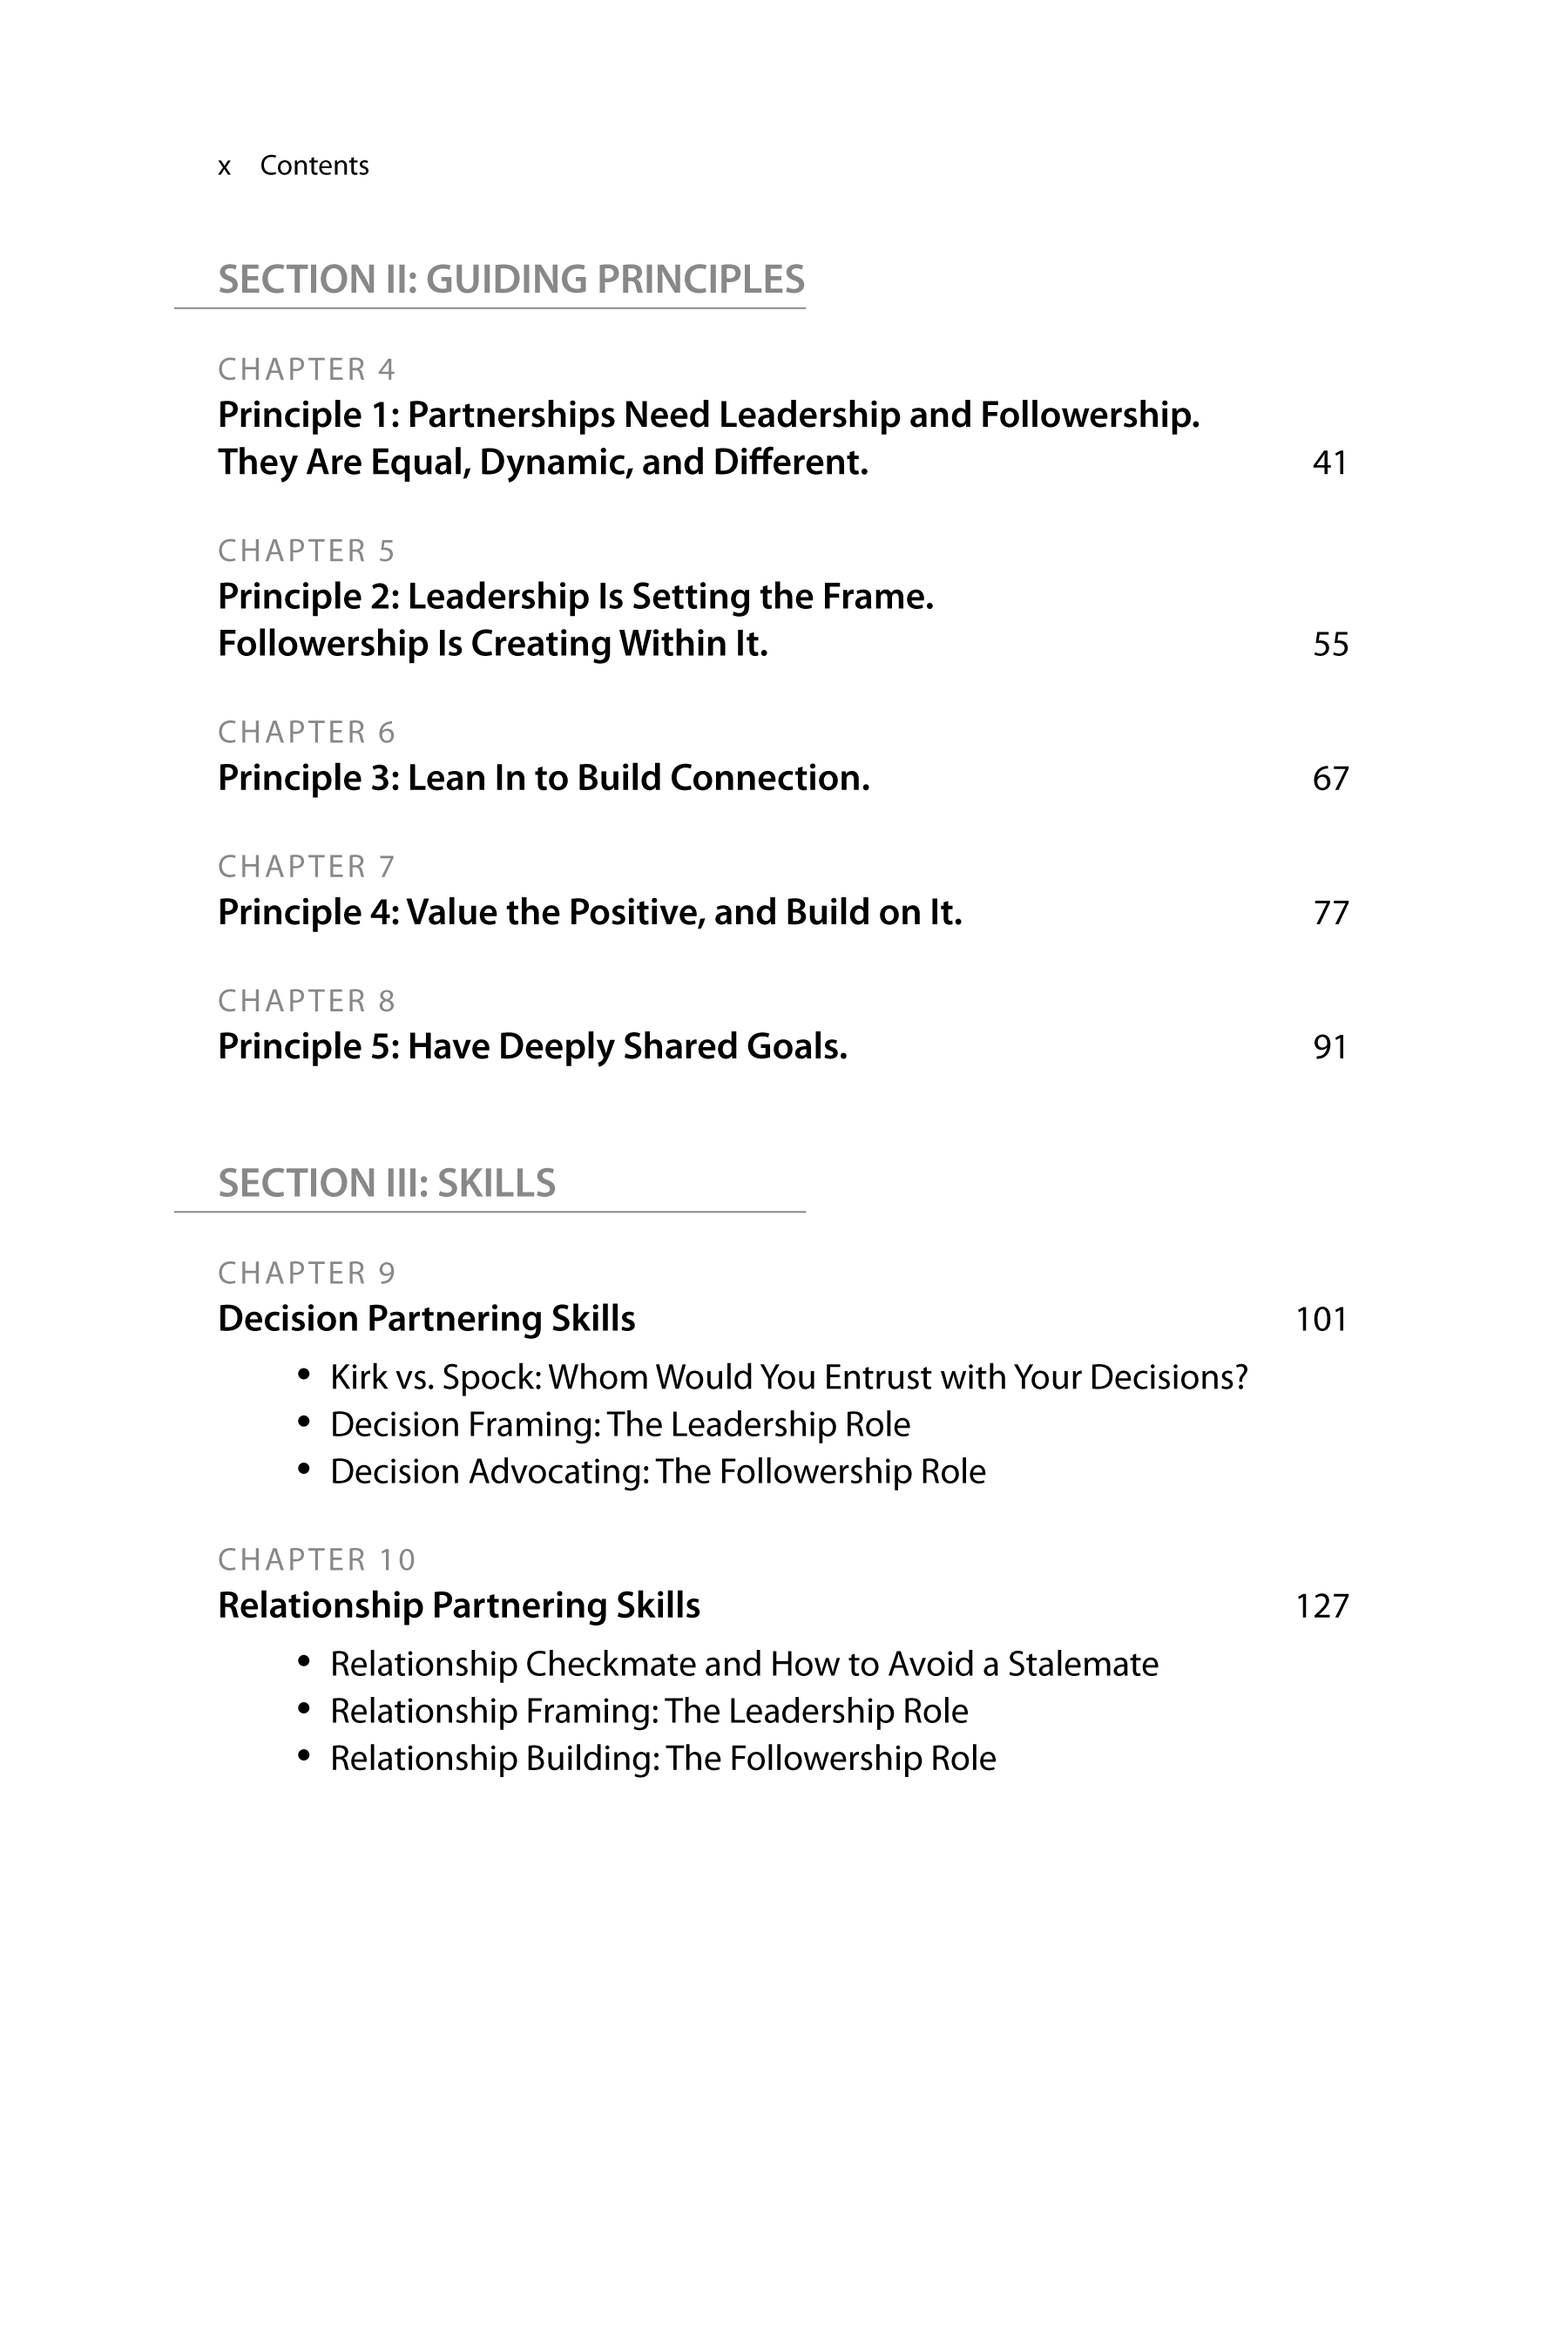 x Contents
SECTION II: GUIDING PRINCIPLES
CHAPTER 4
Principle 1: Partnerships Need Leadership and Followership.
They Are Equal, Dynamic, and Different. 41
CHAPTER 5
Principle 2: Leadership Is Setting the Frame.
Followership Is Creating Within It. 55
CHAPTER 6
Principle 3: Lean In to Build Connection. 67
CHAPTER 7
Principle 4: Value the Positive, and Build on It. 77
CHAPTER 8
Principle 5: Have Deeply Shared Goals. 91
SECTION III: SKILLS
CHAPTER 9
Decision Partnering Skills 101
• Kirk vs. Spock: Whom Would You Entrust with Your Decisions?
• Decision Framing: The Leadership Role
• Decision Advocating: The Followership Role
CHAPTER 10
Relationship Partnering Skills 127
• Relationship Checkmate and How to Avoid a Stalemate
• Relationship Framing: The Leadership Role
• Relationship Building: The Followership Role